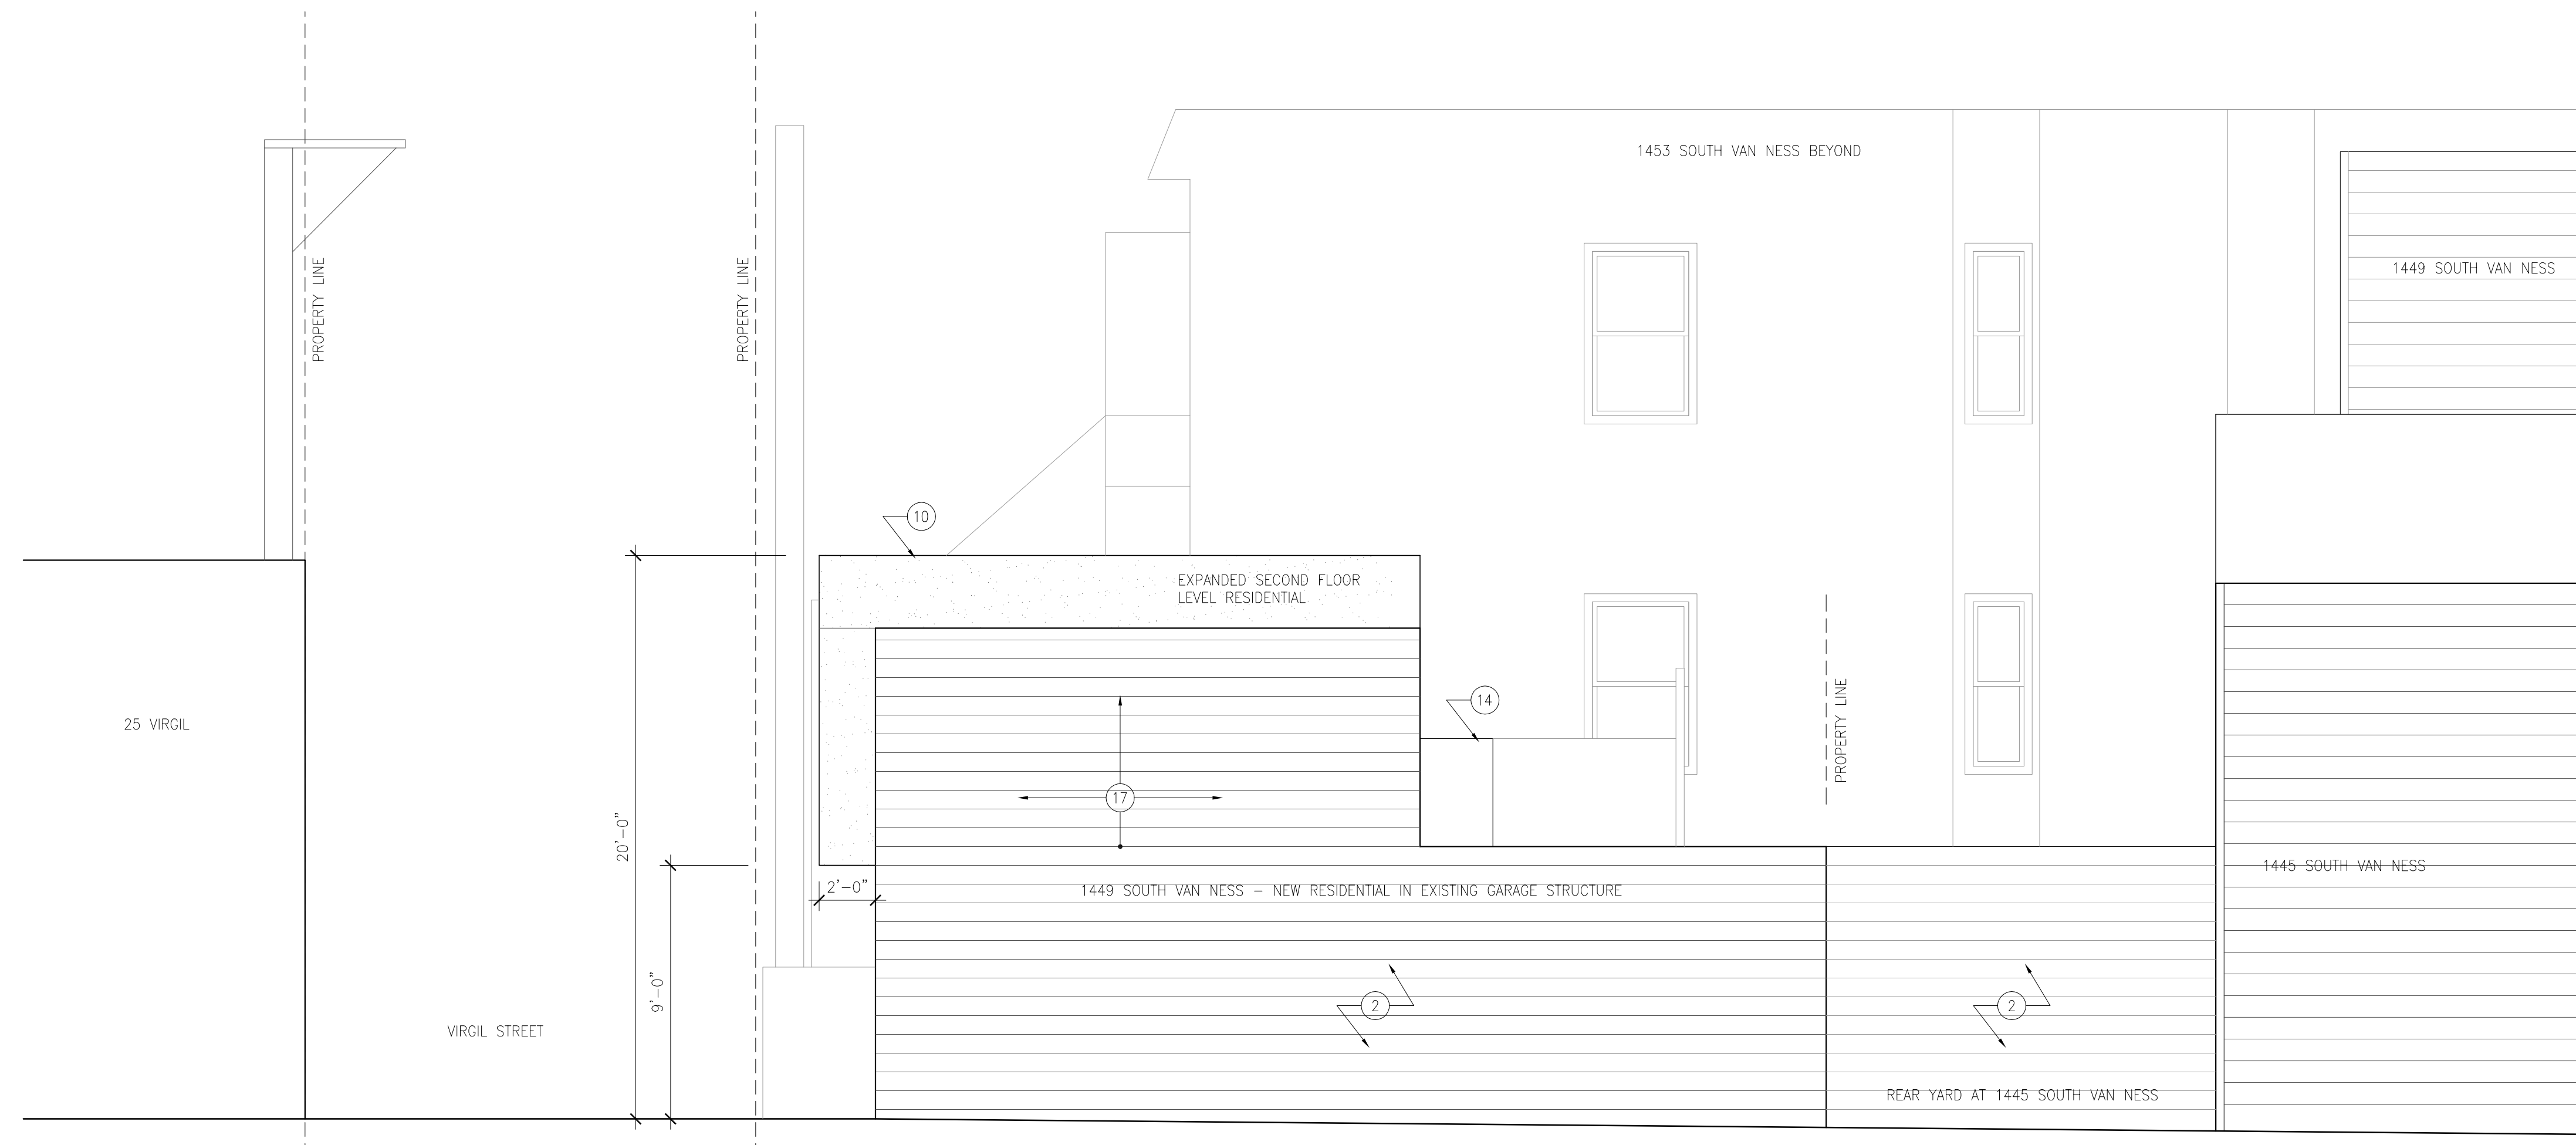 1453 SOUTH VAN NESS BEYOND
PROPERTY LINE
PROPERTY LINE
1449 SOUTH VAN NESS
10
EXPANDED SECOND FLOOR
LEVEL RESIDENTIAL
14
PROPERTY LINE
25 VIRGIL
17
20'-0"
9'-0"
2'-0"
1449 SOUTH VAN NESS – NEW RESIDENTIAL IN EXISTING GARAGE STRUCTURE
1445 SOUTH VAN NESS
2
2
VIRGIL STREET
REAR YARD AT 1445 SOUTH VAN NESS